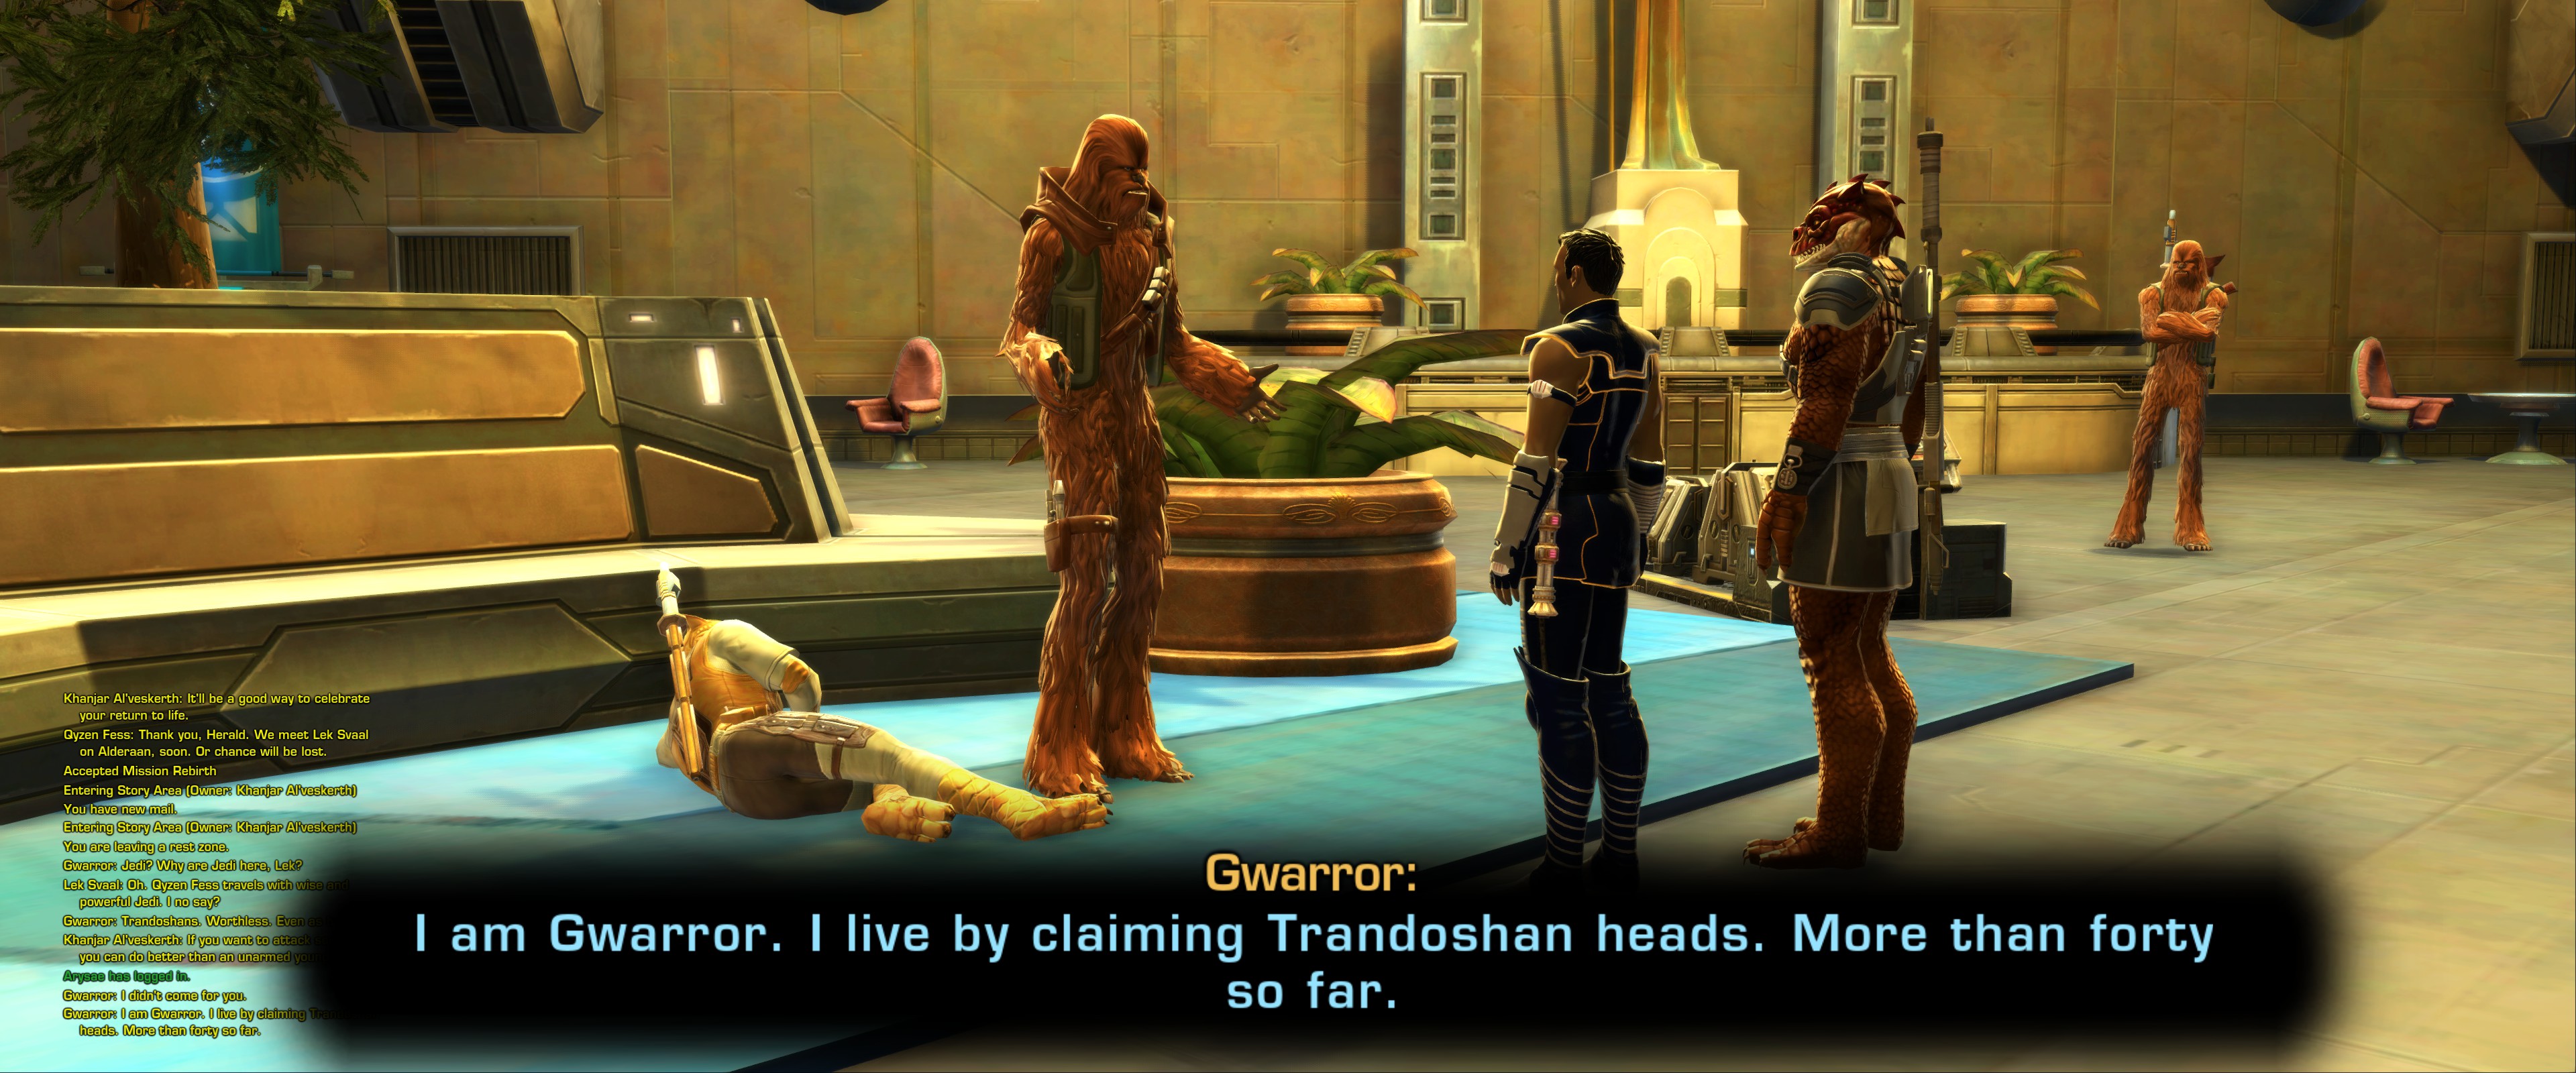 Khanjar Al'veskerth: It'll be a good way to celebrate
your return to life.
Qyzen Fess: Thank you, Herald. We meet Lek Svaal
on Alderaan, soon. Or chance will be lost.
Accepted Mission Rebirth
Entering Story Area (Owner: Khanjar Al'veskerth)
You have new mail.
Entering Story Area (Owner: Khanjar Al'veskerth)
You are leaving a rest zone.
Gwarror: Jedi? Why are Jedi here, Lek?
Lek Svaal: Oh. Qyzen Fess travels with wise and
powerful Jedi. I no say?
Gwarror: Trandoshans. Worthless. Even
Khanjar Al'veskerth: If you want to attack
you can do better than an unarmed
Arysae has logged in.
Gwarror: I didn't come for you.
Gwarror: I am Gwarror. I live by claiming
heads. More than forty so far.
Gwarror:
I am Gwarror. I live by claiming Trandoshan heads. More than forty
so far.